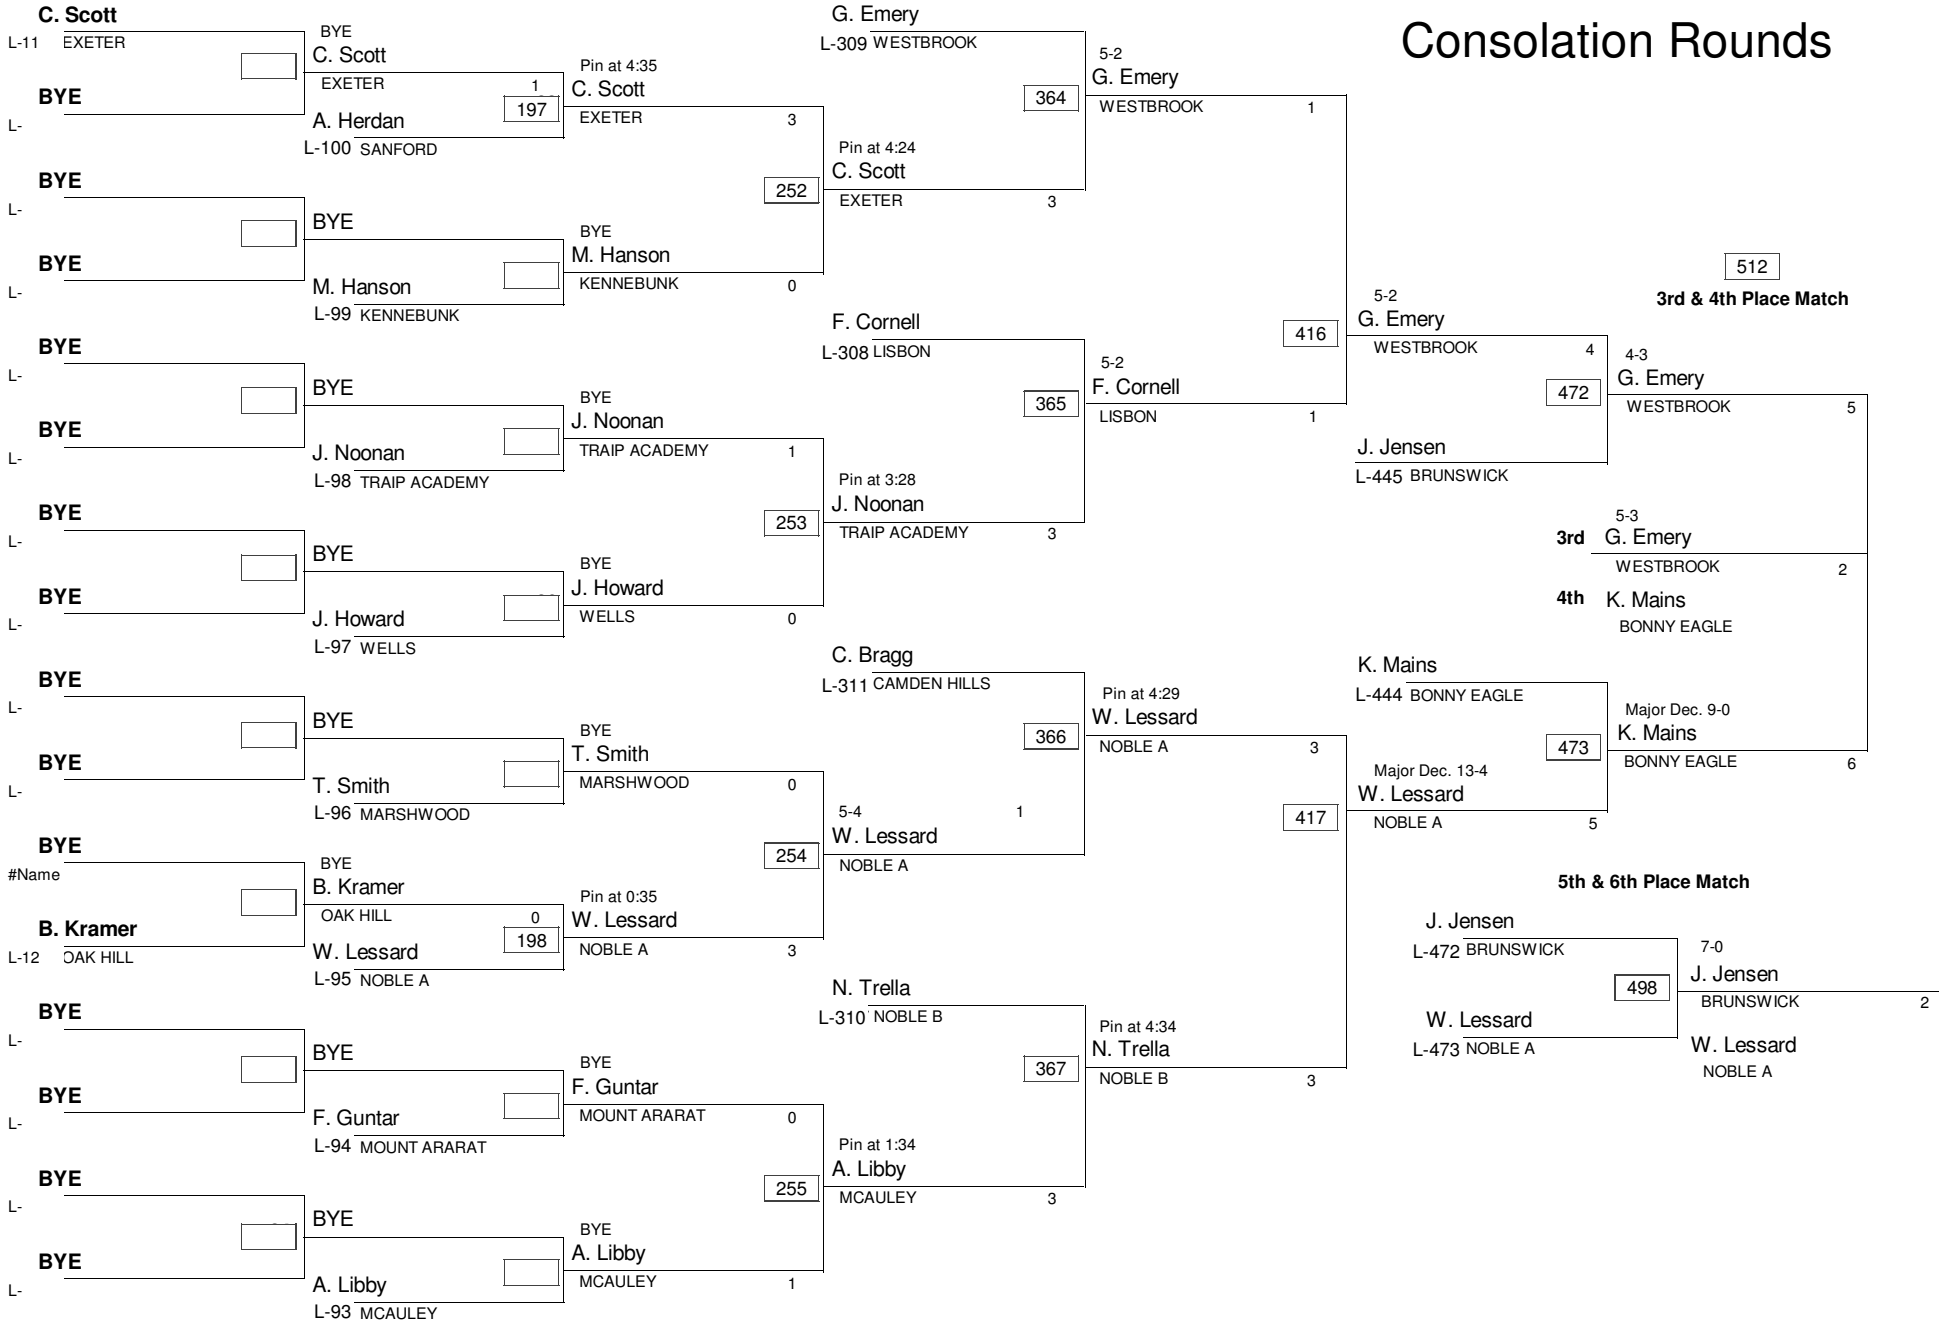 Consolation Rounds
C. Scott
L-11 EXETER
BYE
L-
BYE
L-
BYE
L-
BYE
L-
BYE
L-
BYE
L-
BYE
L-
BYE
L-
BYE
L-
BYE
#Name
B. Kramer
L-12 OAK HILL
BYE
L-
BYE
L-
BYE
L-
BYE
L-
BYE
C. Scott
EXETER 1
197
A. Herdan
L-100 SANFORD
BYE
M. Hanson
L-99 KENNEBUNK
BYE
J. Noonan
L-98 TRAIP ACADEMY
BYE
J. Howard
L-97 WELLS
BYE
T. Smith
L-96 MARSHWOOD
BYE
B. Kramer
OAK HILL 0
198
W. Lessard
L-95 NOBLE A
BYE
F. Guntar
L-94 MOUNT ARARAT
BYE
A. Libby
L-93 MCAULEY
Pin at 4:35
C. Scott
EXETER 3
252
BYE
M. Hanson
KENNEBUNK 0
BYE
J. Noonan
TRAIP ACADEMY 1
253
BYE
J. Howard
WELLS 0
BYE
T. Smith
MARSHWOOD 0
254
Pin at 0:35
W. Lessard
NOBLE A 3
BYE
F. Guntar
MOUNT ARARAT 0
255
BYE
A. Libby
MCAULEY 1
G. Emery
L-309 WESTBROOK
364
Pin at 4:24
C. Scott
EXETER 3
F. Cornell
L-308 LISBON
365
Pin at 3:28
J. Noonan
TRAIP ACADEMY 3
C. Bragg
L-311 CAMDEN HILLS
366
5-4 1
W. Lessard
NOBLE A
N. Trella
L-310 NOBLE B
367
Pin at 1:34
A. Libby
MCAULEY 3
5-2
G. Emery
WESTBROOK 1
416
5-2
F. Cornell
LISBON 1
Pin at 4:29
W. Lessard
NOBLE A 3
417
Pin at 4:34
N. Trella
NOBLE B 3
5-2
G. Emery
WESTBROOK 4
472
J. Jensen
L-445 BRUNSWICK
K. Mains
L-444 BONNY EAGLE
473
Major Dec. 13-4
W. Lessard
NOBLE A 5
512
3rd & 4th Place Match
4-3
G. Emery
WESTBROOK 5
5-3
3rd G. Emery
WESTBROOK 2
4th K. Mains
BONNY EAGLE
Major Dec. 9-0
K. Mains
BONNY EAGLE 6
5th & 6th Place Match
J. Jensen
L-472 BRUNSWICK
498
W. Lessard
L-473 NOBLE A
7-0
J. Jensen
BRUNSWICK 2
W. Lessard
NOBLE A